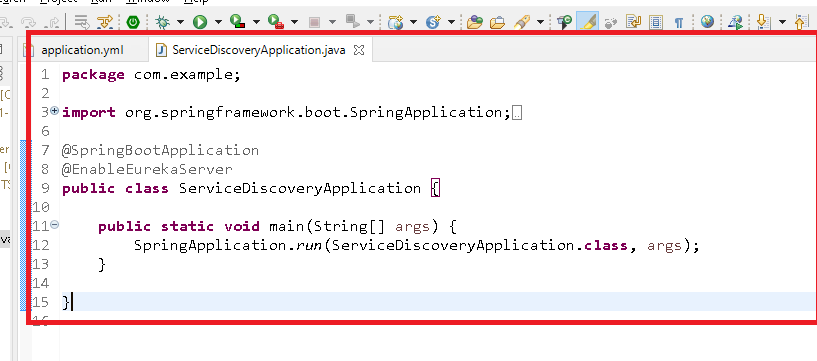 application.yml
ServiceDiscoveryApplication.java
1 package com.example;
2
3 import org.springframework.boot.SpringApplication;
6
7 @SpringBootApplication
8 @EnableEurekaServer
9 public class ServiceDiscoveryApplication {
10
11 public static void main(String[] args) {
12 SpringApplication.run(ServiceDiscoveryApplication.class, args);
13 }
14
15 }